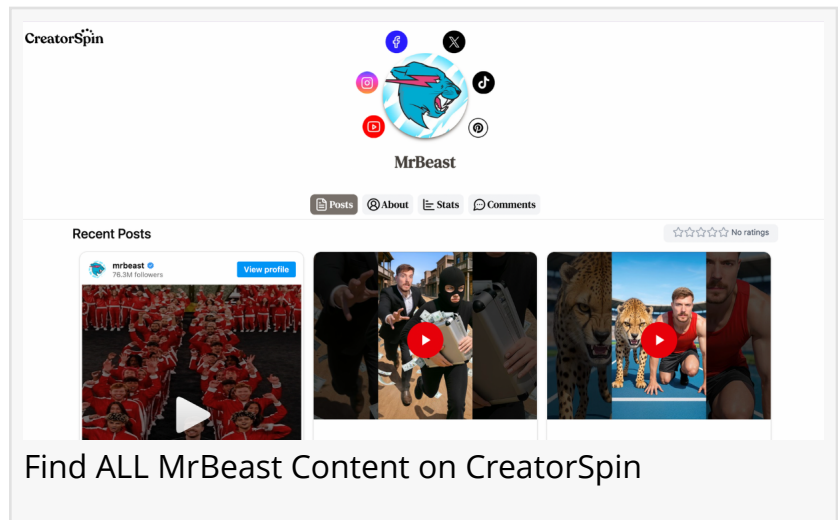 CreatorSpin
MrBeast
Posts About Stats Comments
Recent Posts
No ratings
mrbeast
76.3M followers
View profile
Find ALL MrBeast Content on CreatorSpin